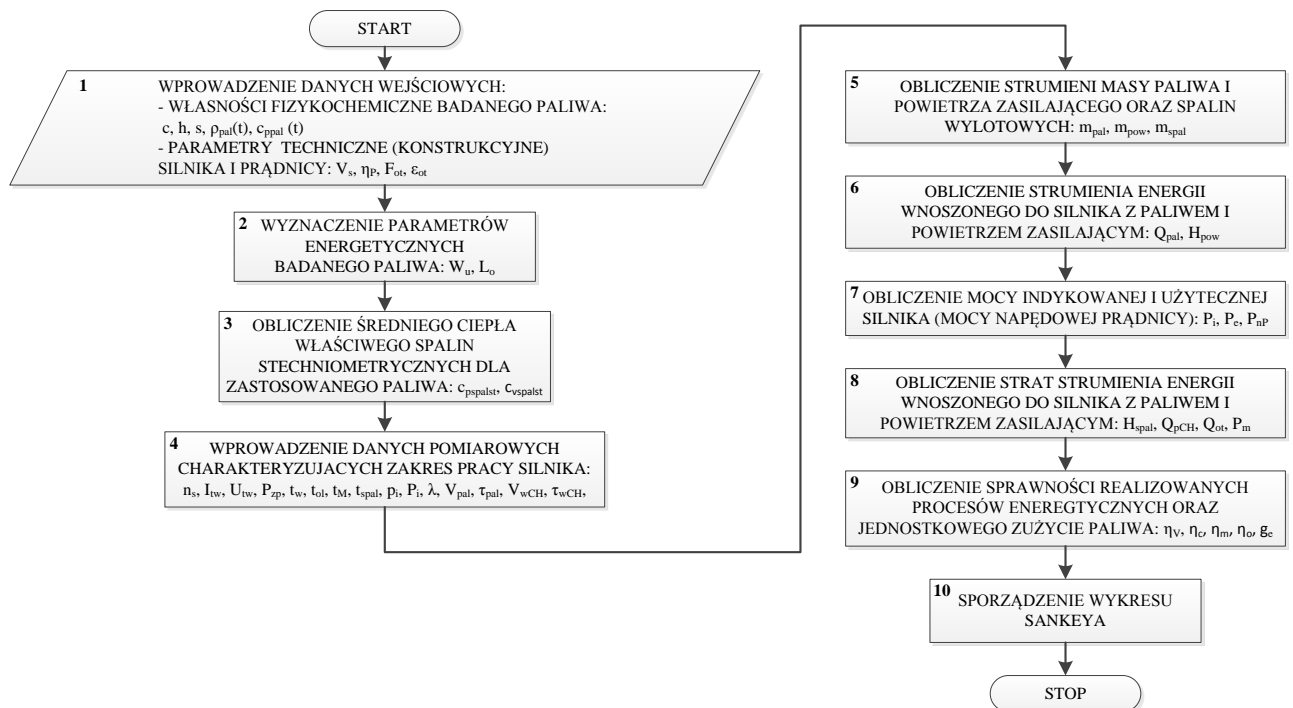 START
1 WPROWADZENIE DANYCH WEJŚCIOWYCH:
- WŁASNOŚCI FIZYKOCHEMICZNE BADANEGO PALIWA:
c, h, s, ρpal(t), cppal (t)
- PARAMETRY TECHNICZNE (KONSTRUKCYJNE)
SILNIKA I PRĄDNICY: Vs, ηP, Fot, εot
2 WYZNACZENIE PARAMETRÓW
ENERGETYCZNYCH
BADANEGO PALIWA: Wu, Lo
3 OBLICZENIE ŚREDNIEGO CIEPŁA
WŁAŚCIWEGO SPALIN
STECHNIOMETRYCZNYCH DLA
ZASTOSOWANEGO PALIWA: cpspalst, cvspalst
4 WPROWADZENIE DANYCH POMIAROWYCH
CHARAKTERYZUJACYCH ZAKRES PRACY SILNIKA:
ns, Itw, Utw, Pzp, tw, tol, tM, tspal, pi, Pi, λ, Vpal, τpal, VwCH, τwCH,
5 OBLICZENIE STRUMIENI MASY PALIWA I
POWIETRZA ZASILAJĄCEGO ORAZ SPALIN
WYLOTOWYCH: mpal, mpow, mspal
6 OBLICZENIE STRUMIENIA ENERGII
WNOSZONEGO DO SILNIKA Z PALIWEM I
POWIETRZEM ZASILAJĄCYM: Qpal, Hpow
7 OBLICZENIE MOCY INDYKOWANEJ I UŻYTECZNEJ
SILNIKA (MOCY NAPĘDOWEJ PRĄDNICY): Pi, Pe, PnP
8 OBLICZENIE STRAT STRUMIENIA ENERGII
WNOSZONEGO DO SILNIKA Z PALIWEM I
POWIETRZEM ZASILAJĄCYM: Hspal, QpCH, Qot, Pm
9 OBLICZENIE SPRAWNOŚCI REALIZOWANYCH
PROCESÓW ENEREGTYCZNYCH ORAZ
JEDNOSTKOWEGO ZUŻYCIE PALIWA: ηV, ηc, ηm, ηo, ge
10 SPORZĄDZENIE WYKRESU
SANKEYA
STOP